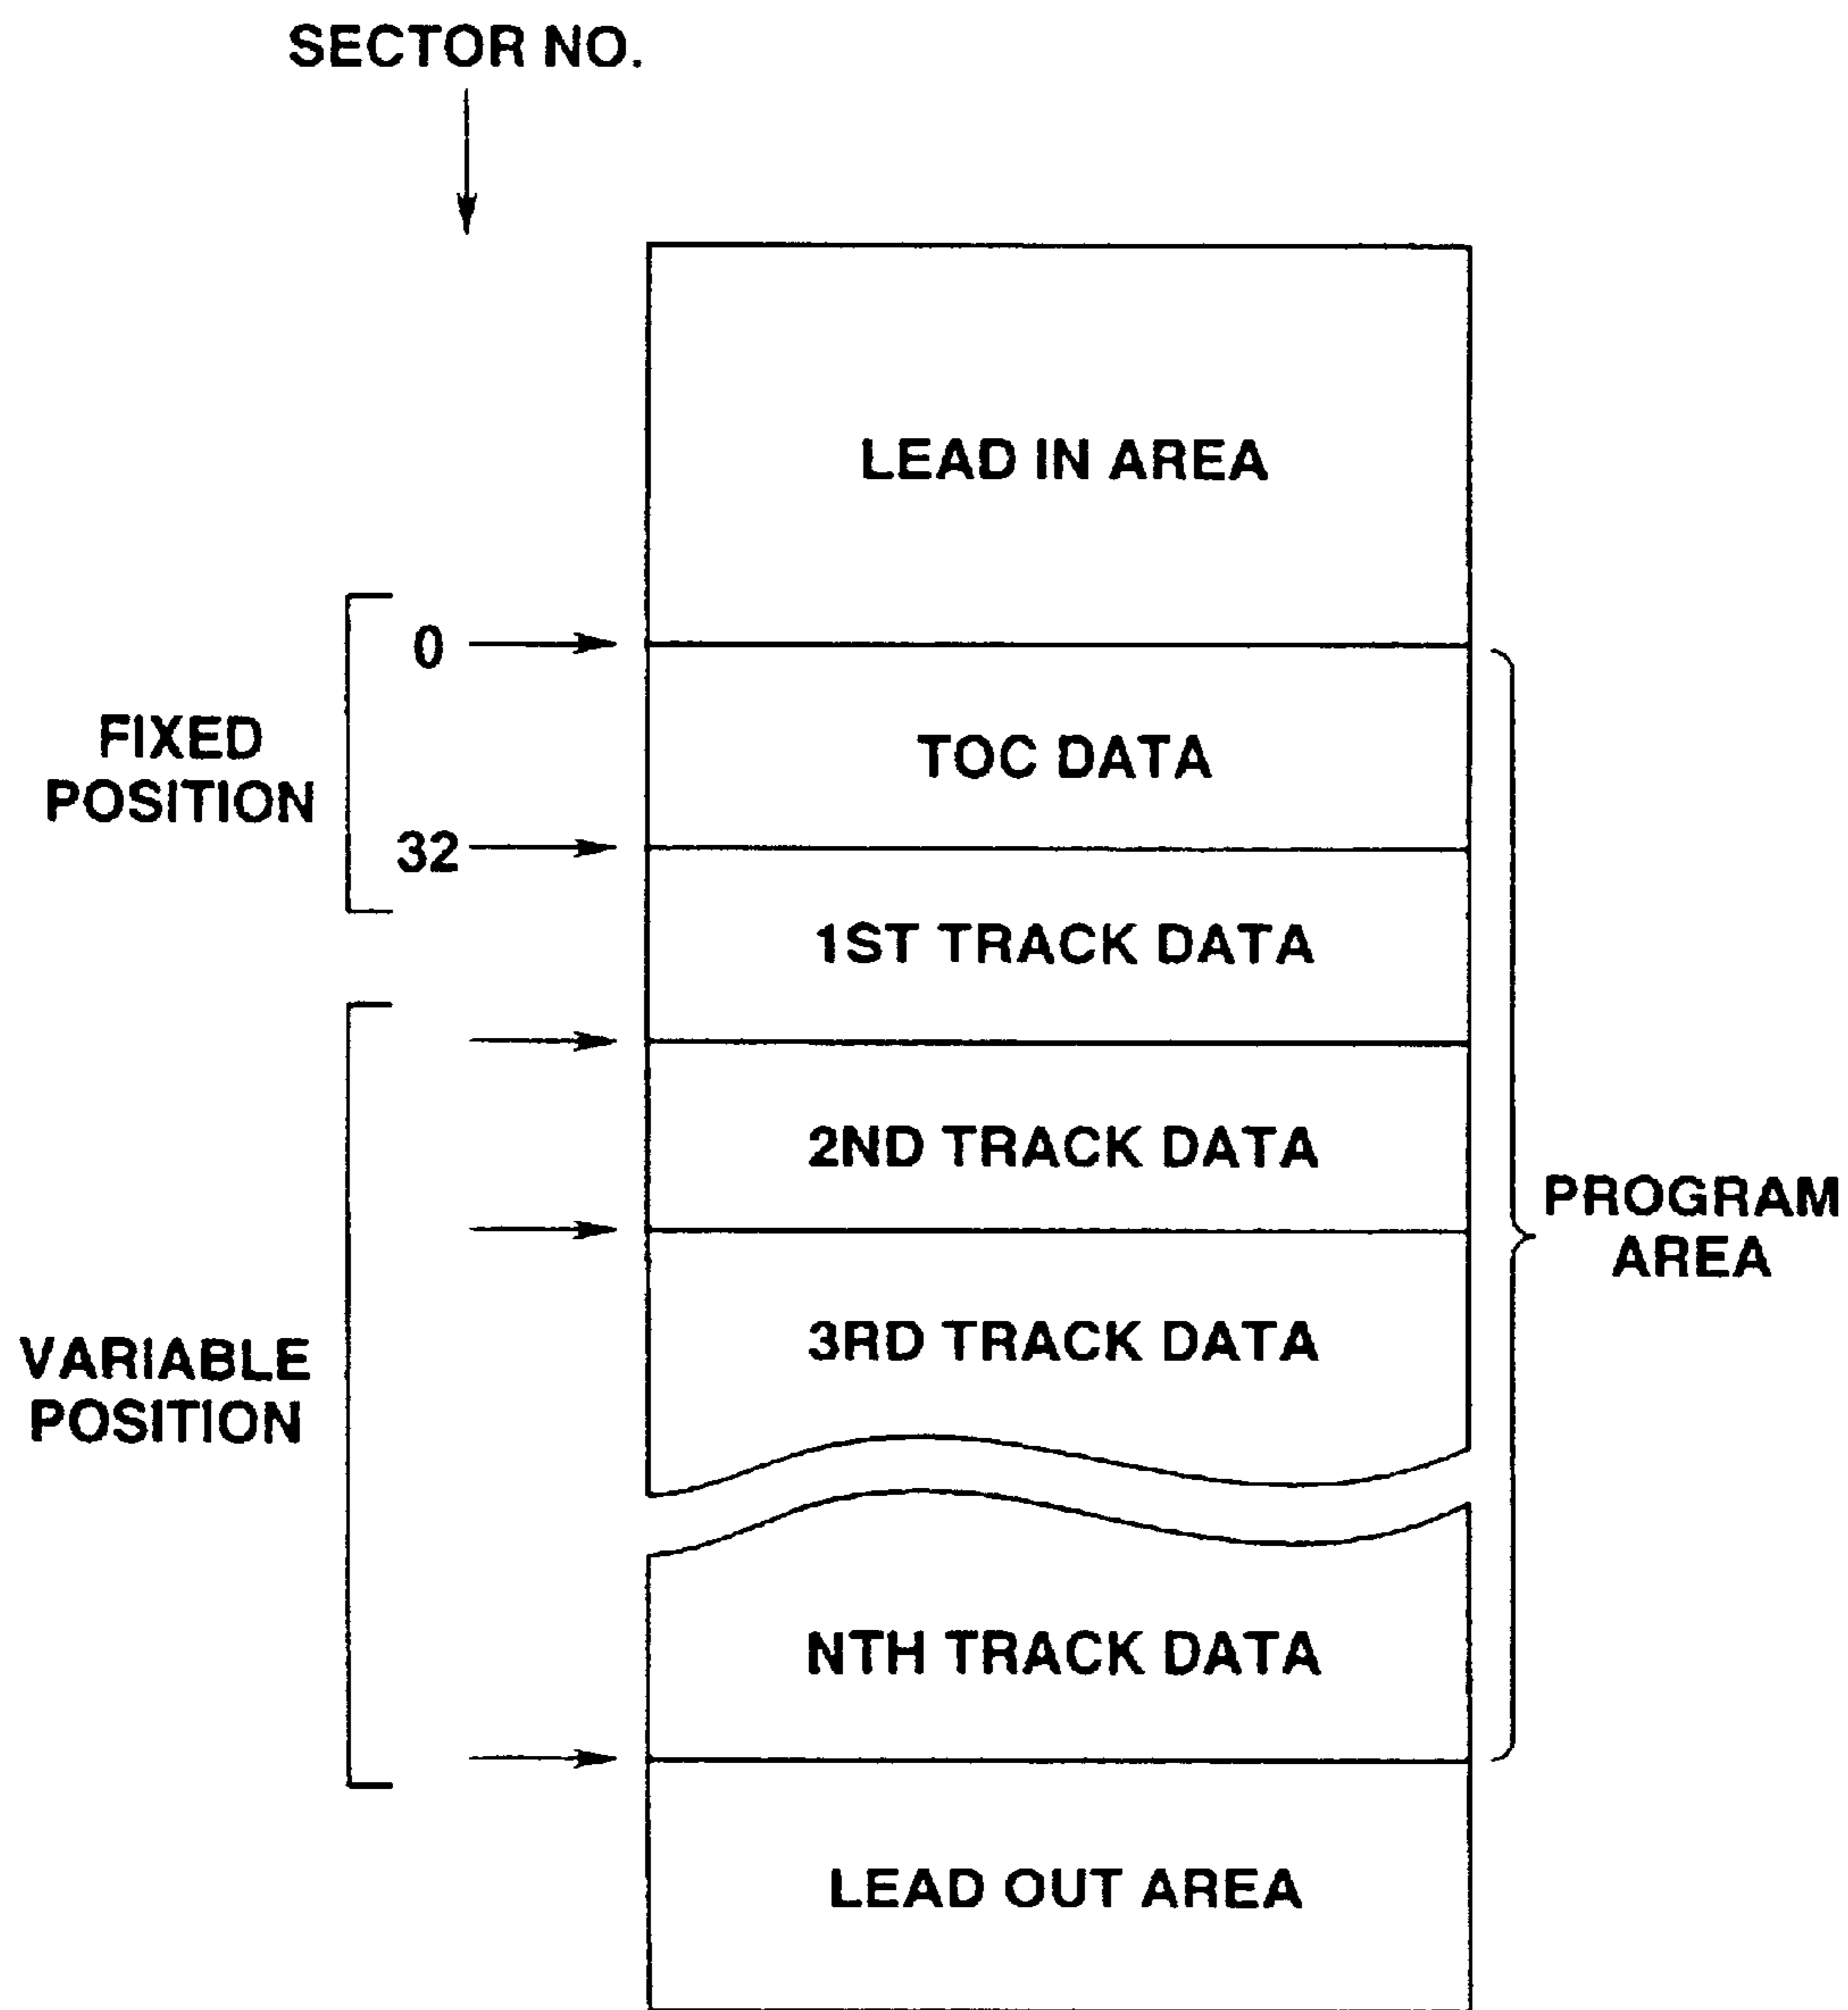 SECTOR NO.
LEAD IN AREA
0
FIXED
POSITION
TOC DATA
32
1ST TRACK DATA
2ND TRACK DATA
PROGRAM
AREA
3RD TRACK DATA
VARIABLE
POSITION
NTH TRACK DATA
LEAD OUT AREA